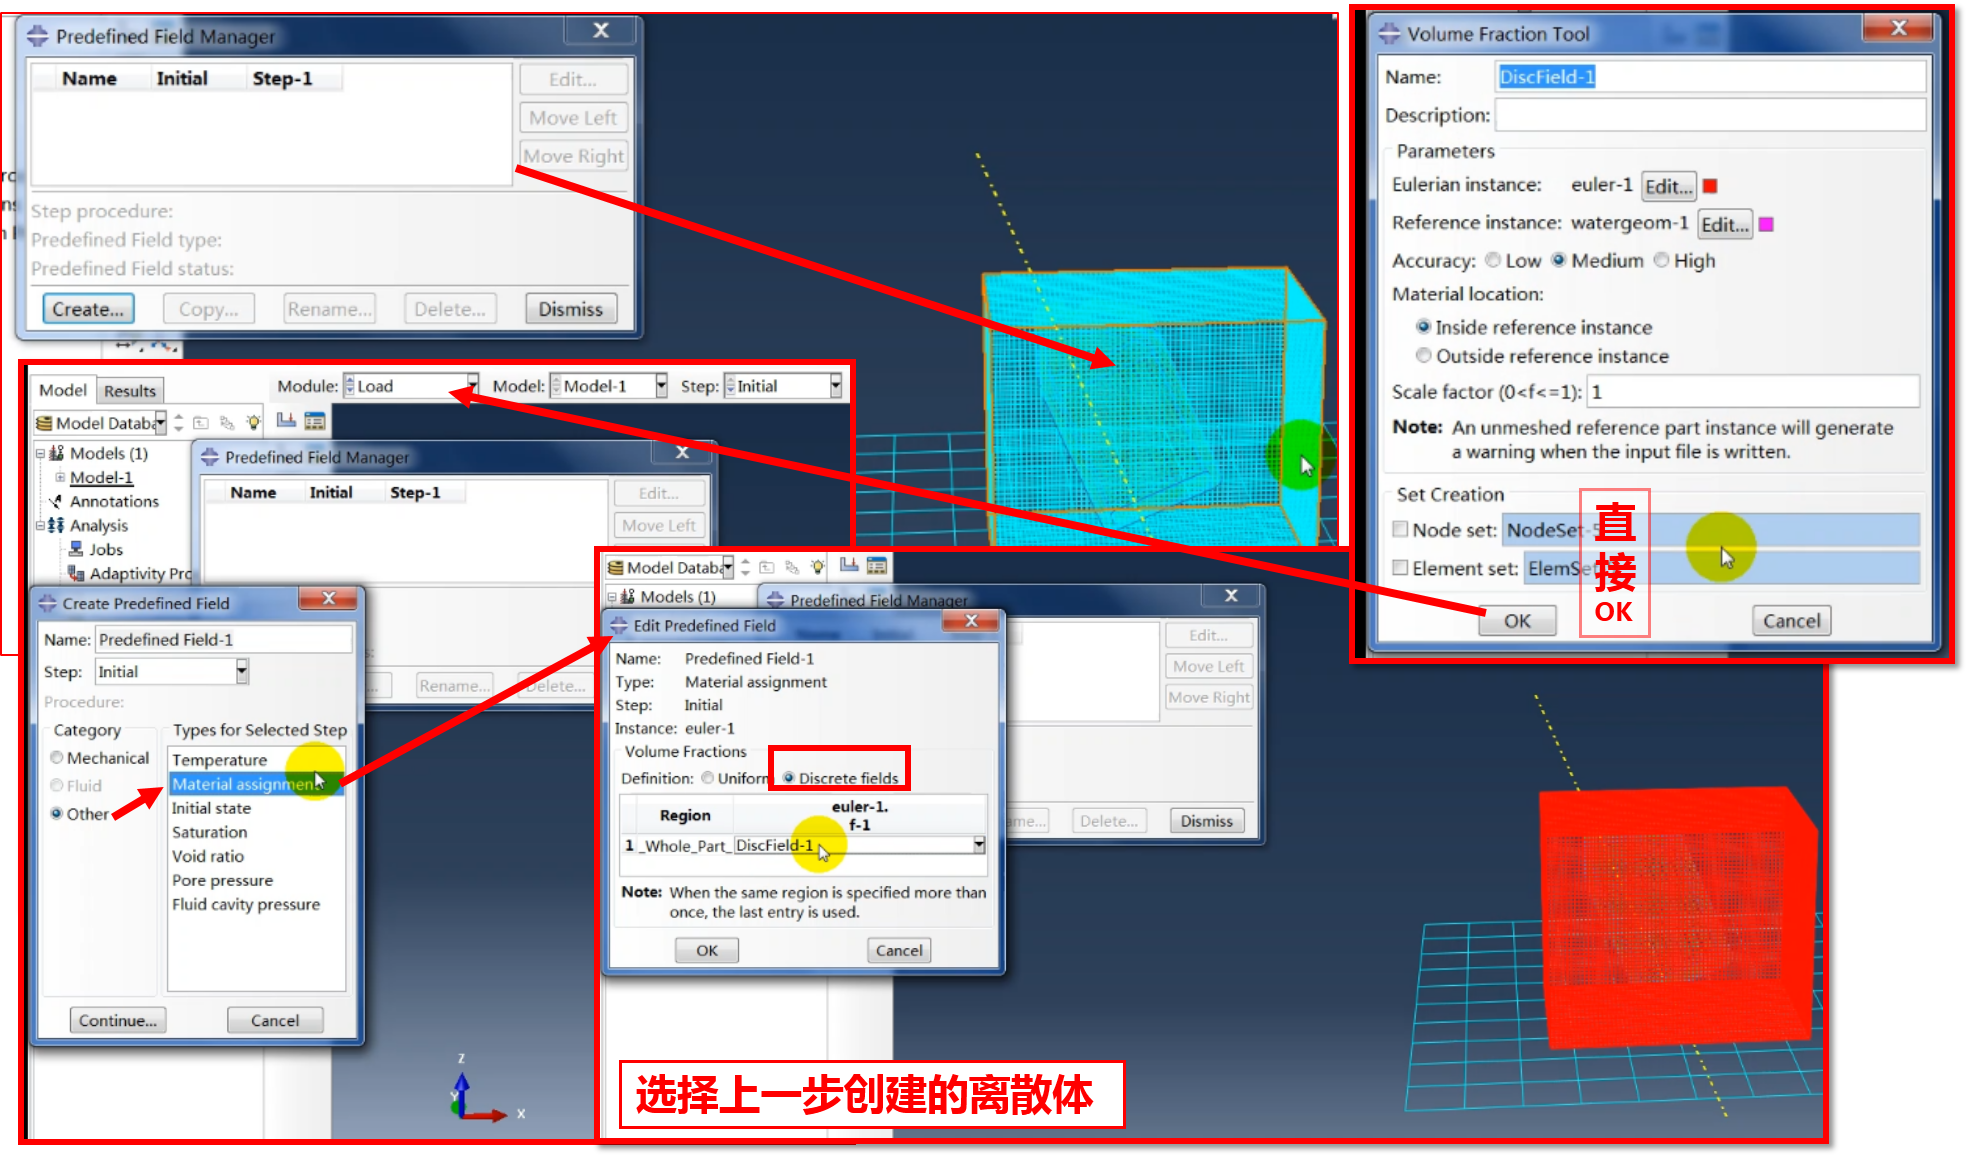 Predefined Field Manager
Name Initial Step-1
Edit...
Move Left
Move Right
Step procedure:
Predefined Field type:
Predefined Field status:
Create... Copy... Rename... Delete... Dismiss
Volume Fraction Tool
Name: DiscField-1
Description:
Parameters
Eulerian instance: euler-1 Edit...
Reference instance: watergeom-1 Edit...
Accuracy: Low Medium High
Material location:
Inside reference instance
Outside reference instance
Scale factor (0<f<=1): 1
Note: An unmeshed reference part instance will generate
a warning when the input file is written.
Set Creation
Node set: NodeSet-
Element set: ElemSe
OK Cancel
直
接
OK
Model Results Module: Load Model: Model-1 Step: Initial
Model Databa
Models (1)
Model-1
Annotations
Analysis
Jobs
Adaptivity Prc
Predefined Field Manager
Name Initial Step-1
Edit...
Move Left
Rename... Delete...
Create Predefined Field
Name: Predefined Field-1
Step: Initial
Procedure:
Category Types for Selected Step
Mechanical
Fluid
Other
Temperature
Material assignmen
Initial state
Saturation
Void ratio
Pore pressure
Fluid cavity pressure
Continue... Cancel
Z
Y
X
Model Databa
Models (1)
Predefined Field Manager
Edit...
Move Left
Move Right
ame... Delete... Dismiss
Edit Predefined Field
Name: Predefined Field-1
Type: Material assignment
Step: Initial
Instance: euler-1
Volume Fractions
Definition: Uniform Discrete fields
Region euler-1.
f-1
1 _Whole_Part_ DiscField-1
Note: When the same region is specified more than
once, the last entry is used.
OK Cancel
选择上一步创建的离散体